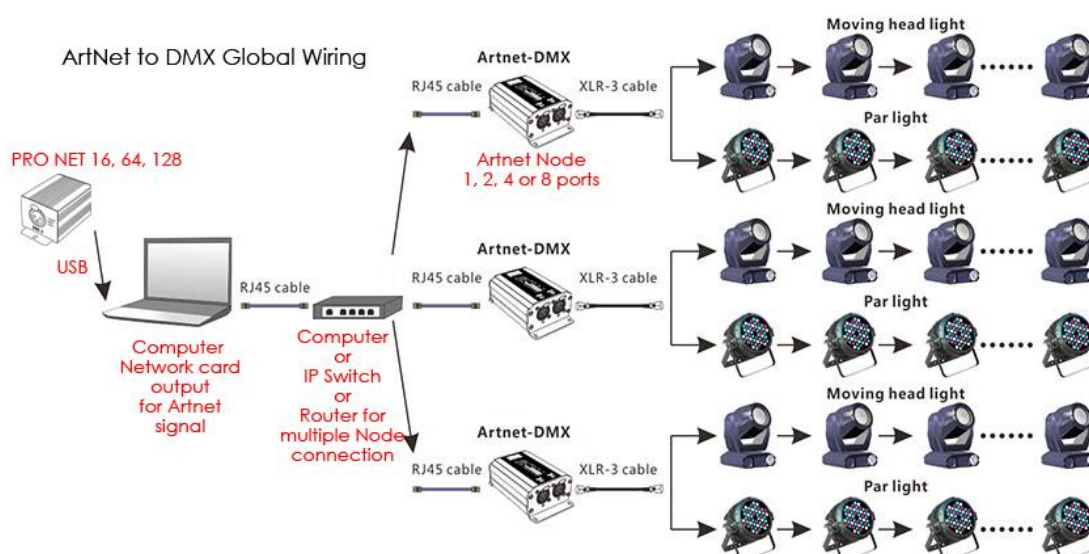 ArtNet to DMX Global Wiring
PRO NET 16, 64, 128
USB
Computer
Network card
output
for Artnet
signal
RJ45 cable
Computer
or
IP Switch
or
Router for
multiple Node
connection
Artnet-DMX
RJ45 cable
XLR-3 cable
Artnet Node
1, 2, 4 or 8 ports
Moving head light
Par light
Artnet-DMX
RJ45 cable
XLR-3 cable
Moving head light
Par light
Artnet-DMX
RJ45 cable
XLR-3 cable
Moving head light
Par light